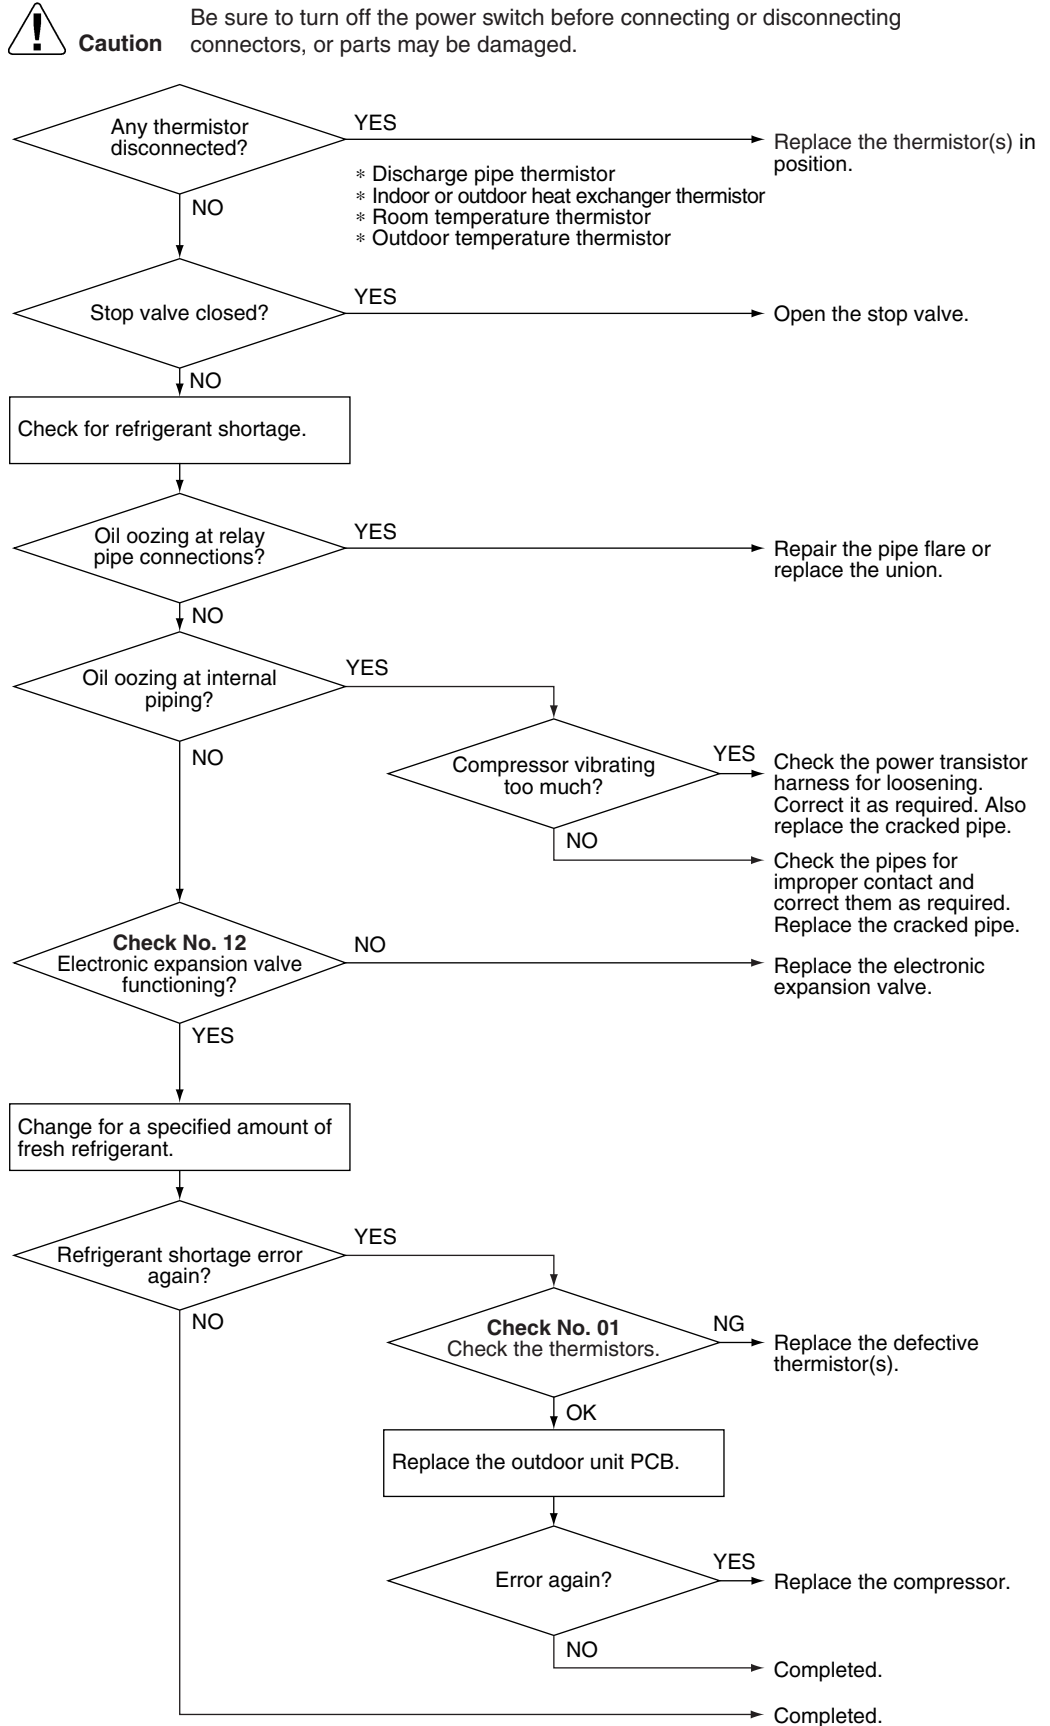 Be sure to turn off the power switch before connecting or disconnecting
Caution connectors, or parts may be damaged.
Any thermistor
disconnected?
YES
Replace the thermistor(s) in
position.
∗ Discharge pipe thermistor
∗ Indoor or outdoor heat exchanger thermistor
∗ Room temperature thermistor
∗ Outdoor temperature thermistor
NO
Stop valve closed?
YES
Open the stop valve.
NO
Check for refrigerant shortage.
Oil oozing at relay
pipe connections?
YES
Repair the pipe flare or
replace the union.
NO
Oil oozing at internal
piping?
YES
NO
Compressor vibrating
too much?
YES
Check the power transistor
harness for loosening.
Correct it as required. Also
replace the cracked pipe.
NO
Check the pipes for
improper contact and
correct them as required.
Replace the cracked pipe.
Check No. 12
Electronic expansion valve
functioning?
NO
Replace the electronic
expansion valve.
YES
Change for a specified amount of
fresh refrigerant.
Refrigerant shortage error
again?
YES
NO
Check No. 01
Check the thermistors.
NG
Replace the defective
thermistor(s).
OK
Replace the outdoor unit PCB.
Error again?
YES
Replace the compressor.
NO
Completed.
Completed.